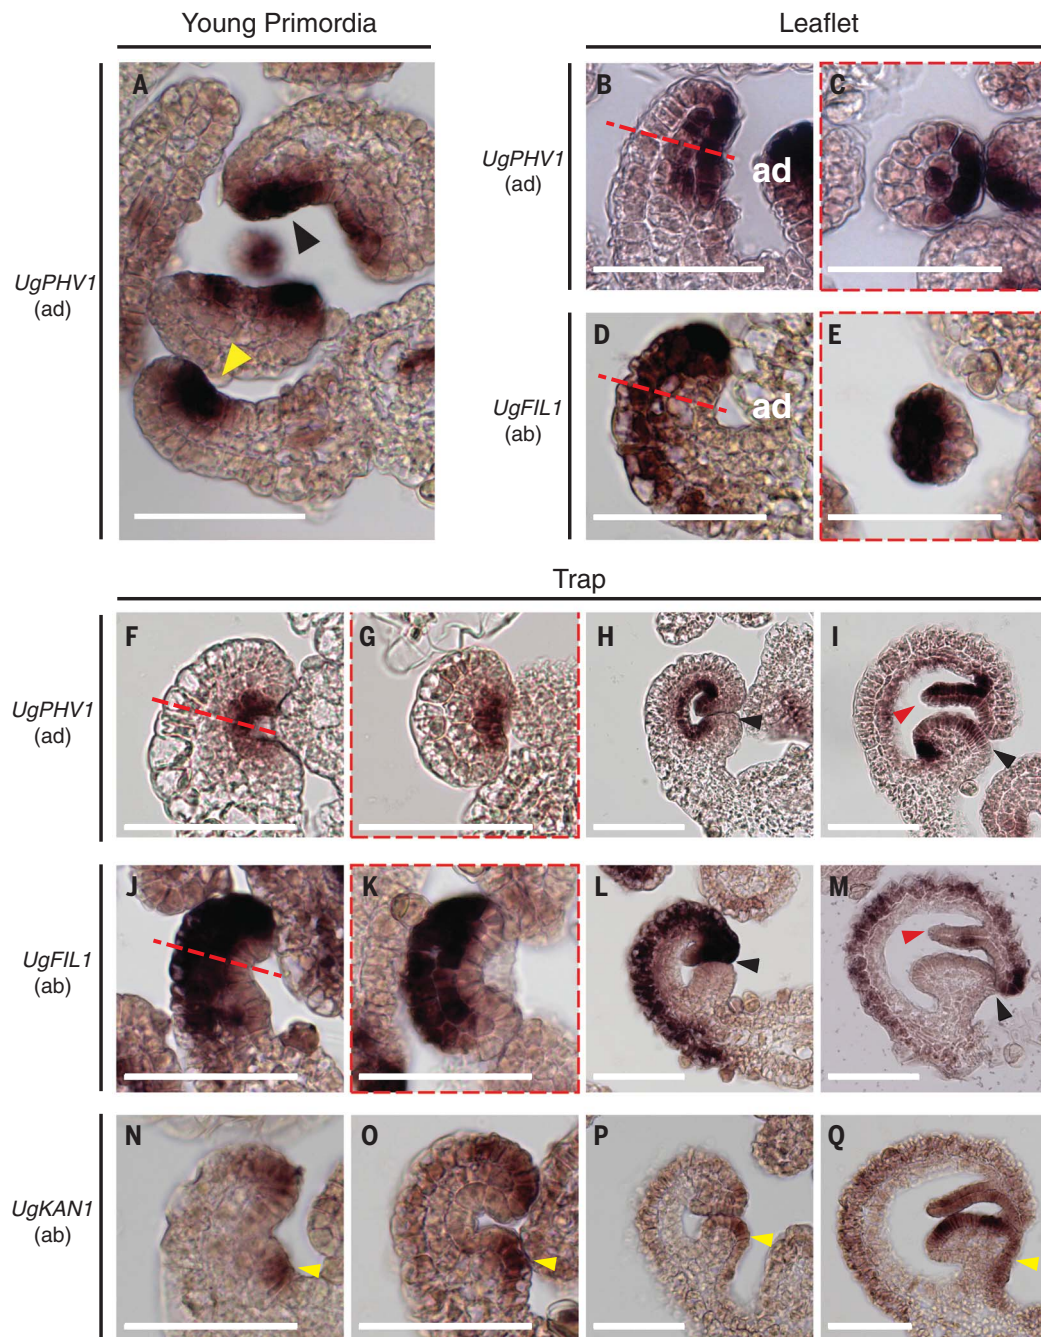 Young Primordia
Leaflet
UgPHV1
(ad)
A
UgPHV1
(ad)
B
ad
C
UgFIL1
(ab)
D
ad
E
Trap
UgPHV1
(ad)
F
G
H
I
UgFIL1
(ab)
J
K
L
M
UgKAN1
(ab)
N
O
P
Q